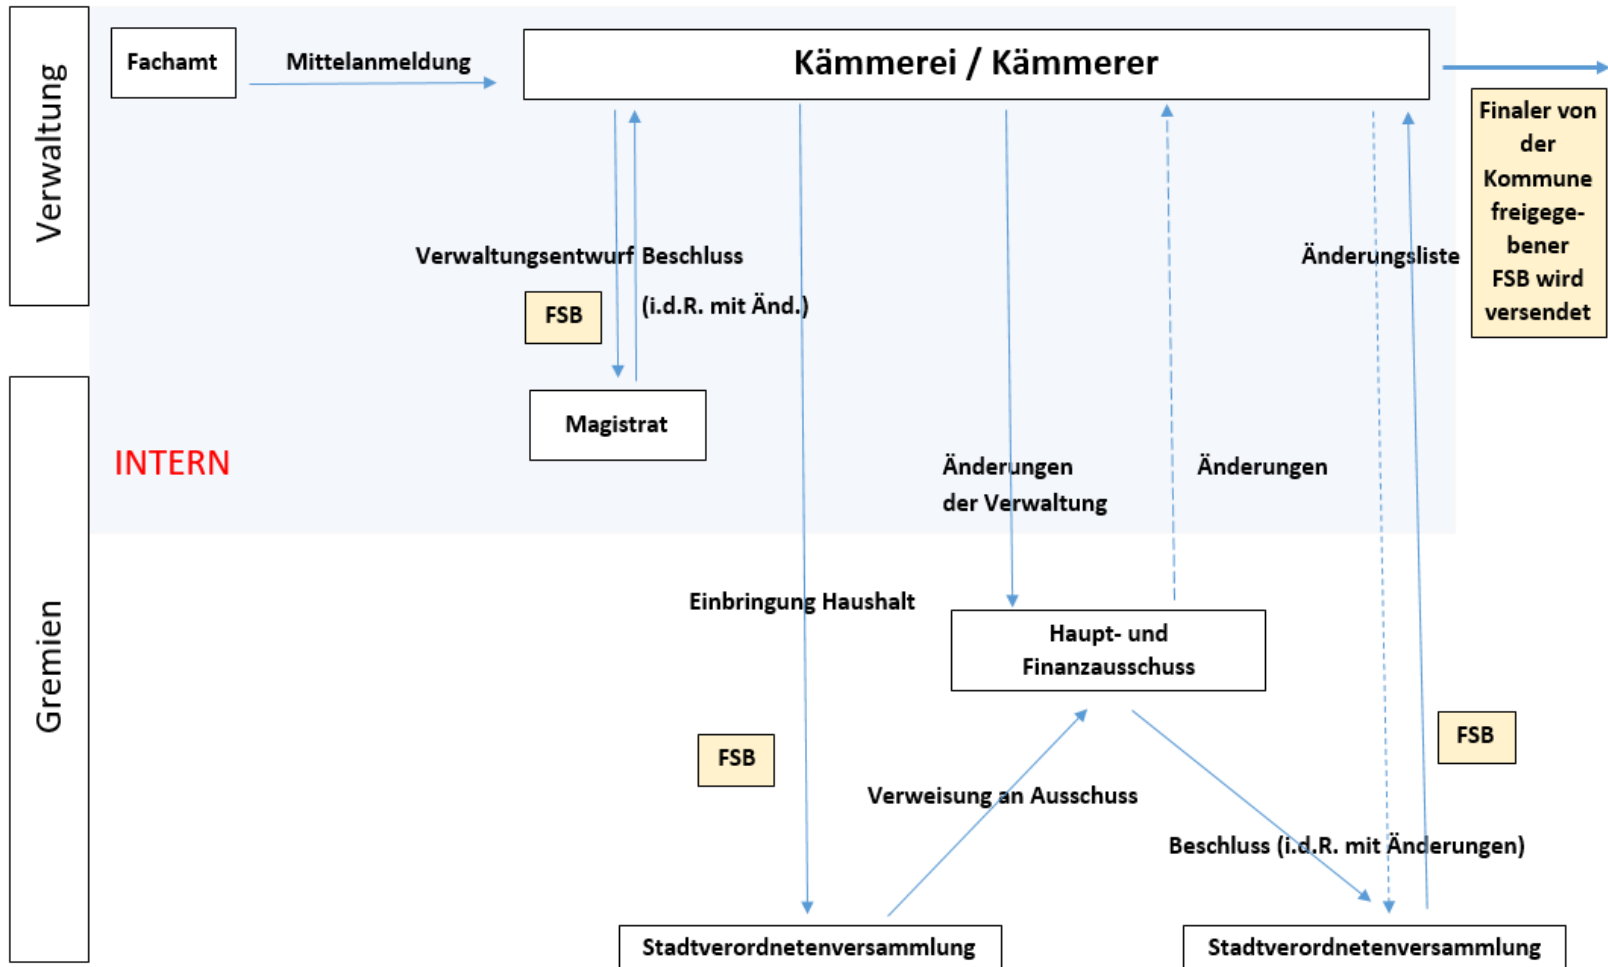 Verwaltung
Fachamt
Mittelanmeldung
Kämmerei / Kämmerer
Finaler von
der
Kommune
freigege-
bener
FSB wird
versendet
Verwaltungsentwurf
Beschluss
(i.d.R. mit Änd.)
Änderungsliste
FSB
Magistrat
INTERN
Änderungen
der Verwaltung
Änderungen
Gremien
Einbringung Haushalt
Haupt- und
Finanzausschuss
FSB
FSB
Verweisung an Ausschuss
Beschluss (i.d.R. mit Änderungen)
Stadtverordnetenversammlung
Stadtverordnetenversammlung